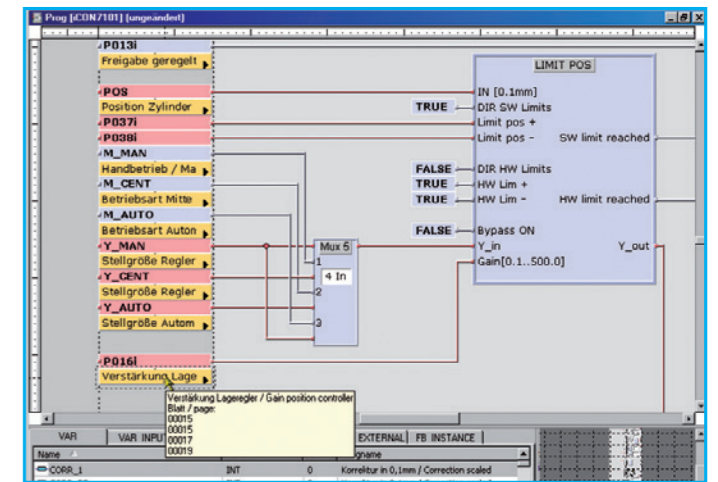 Prog [iCON7101] (ungeändert)
P013i
Freigabe geregelt
POS
Position Zylinder
P037i
P038i
M_MAN
Handbetrieb / Ma
M_CENT
Betriebsart Mitte
M_AUTO
Betriebsart Auton
Y_MAN
Stellgröße Regler
Y_CENT
Stellgröße Regler
Y_AUTO
Stellgröße Autom
P016i
Verstärkung Lage
Mux 5
1
4 In
2
3
LIMIT POS
IN [0.1mm]
TRUE DIR SW Limits
Limit pos +
Limit pos - SW limit reached
FALSE DIR HW Limits
TRUE HW Lim +
TRUE HW Lim - HW limit reached
FALSE Bypass ON
Y_in Y_out
Gain[0.1..500.0]
Verstärkung Lageregler / Gain position controller
Blatt / page:
00015
00015
00017
00019
VAR VAR INPU EXTERNAL FB INSTANCE
Name gname
CORR_1 INT 0 Korrektur in 0,1mm / Correction scaled